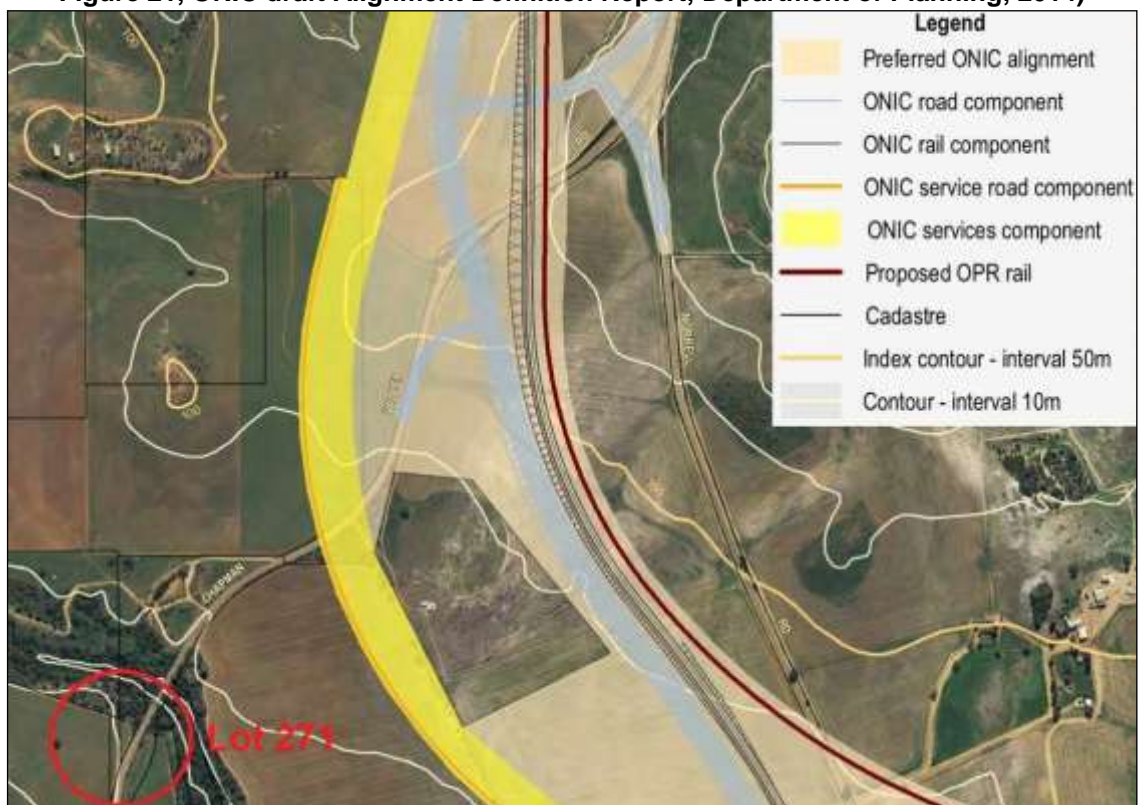 Figure 21, ONIC draft Alignment Definition Report, Department of Planning, 2014)
Legend
Preferred ONIC alignment
ONIC road component
ONIC rail component
ONIC service road component
ONIC services component
Proposed OPR rail
Cadastre
Index contour - interval 50m
Contour - interval 10m
100
100
CHAPMAN
Lot 271